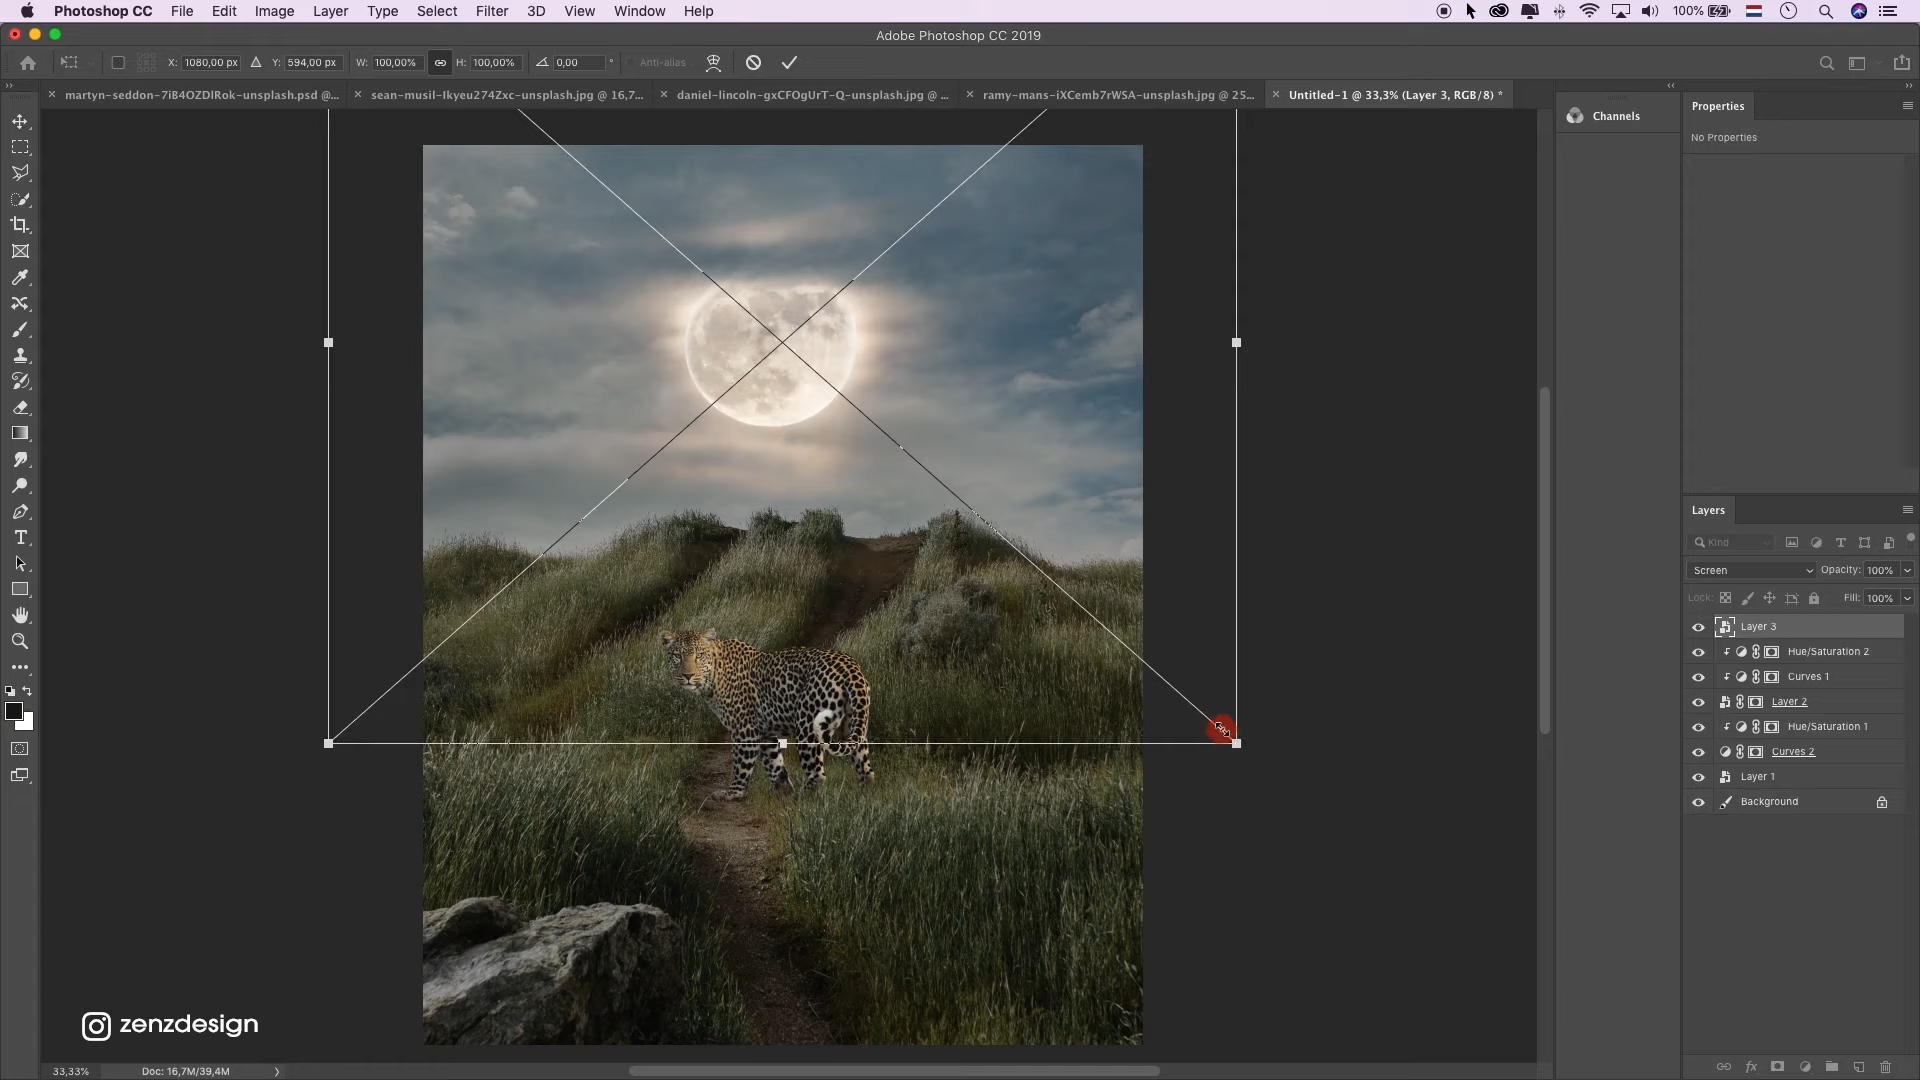 Photoshop CC File Edit Image Layer Type Select Filter 3D View Window Help 100%
Adobe Photoshop CC 2019
X: 1080,00 px Y: 594,00 px W: 100,00% H: 100,00% 0,00 ° Anti-alias
martyn-seddon-7iB4OZDlRok-unsplash.psd @... sean-musil-Ikyeu274Zxc-unsplash.jpg @ 16,7... daniel-lincoln-gxCFOgUrT-Q-unsplash.jpg @ ... ramy-mans-iXCemb7rWSA-unsplash.jpg @ 25... Untitled-1 @ 33,3% (Layer 3, RGB/8) *
Channels
Properties
No Properties
Layers
Kind
Screen Opacity: 100%
Lock: Fill: 100%
Layer 3
Hue/Saturation 2
Curves 1
Layer 2
Hue/Saturation 1
Curves 2
Layer 1
Background
zenzdesign
33,33% Doc: 16,7M/39,4M